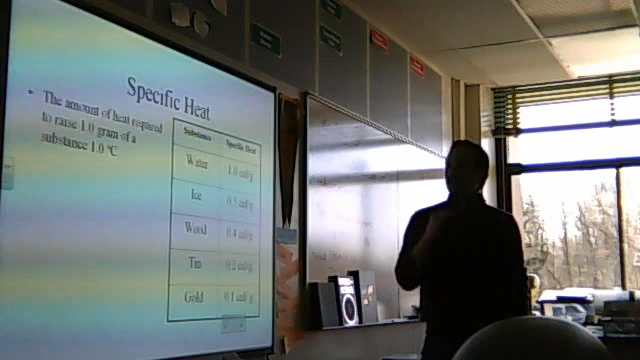 Specific Heat
• The amount of heat required
to raise 1.0 gram of a
substance 1.0 °C
Substance Specific Heat
Water 1.0 cal/g
Ice 0.5 cal/g
Wood 0.4 cal/g
Tin 0.2 cal/g
Gold 0.1 cal/g